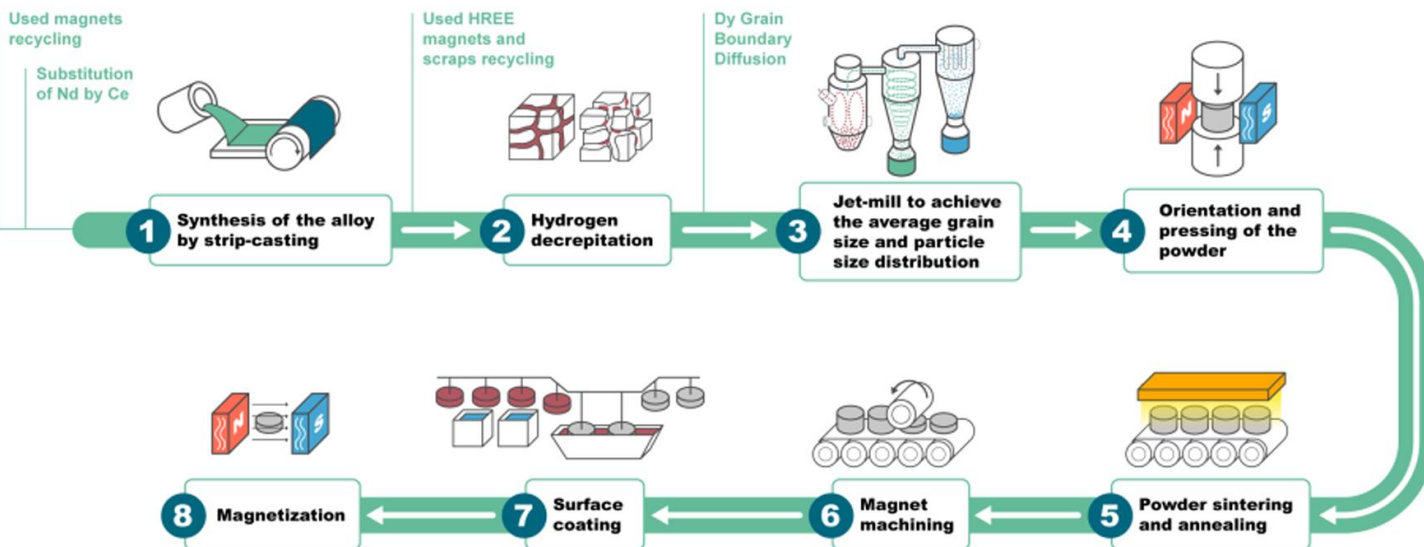 Used magnets
recycling
Substitution
of Nd by Ce
Used HREE
magnets and
scraps recycling
Dy Grain
Boundary
Diffusion
N
S
1
Synthesis of the alloy
by strip-casting
2
Hydrogen
decrepitation
3
Jet-mill to achieve
the average grain
size and particle
size distribution
4
Orientation and
pressing of the
powder
N
S
8
Magnetization
7
Surface
coating
6
Magnet
machining
5
Powder sintering
and annealing